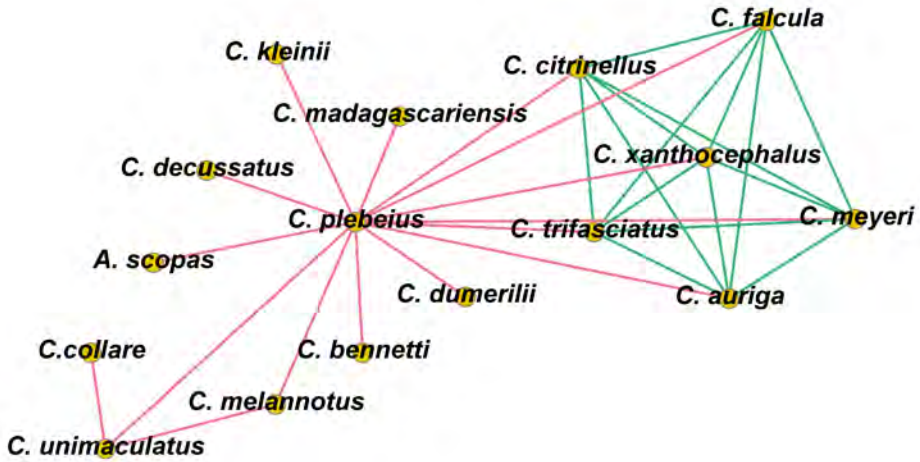 C. falcula
C. kleinii
C. citrinellus
C. madagascariensis
C. xanthocephalus
C. decussatus
C. plebeius
C. meyeri
C. trifasciatus
A. scopas
C. dumerilii
C. auriga
C.collare
C. bennetti
C. melannotus
C. unimaculatus